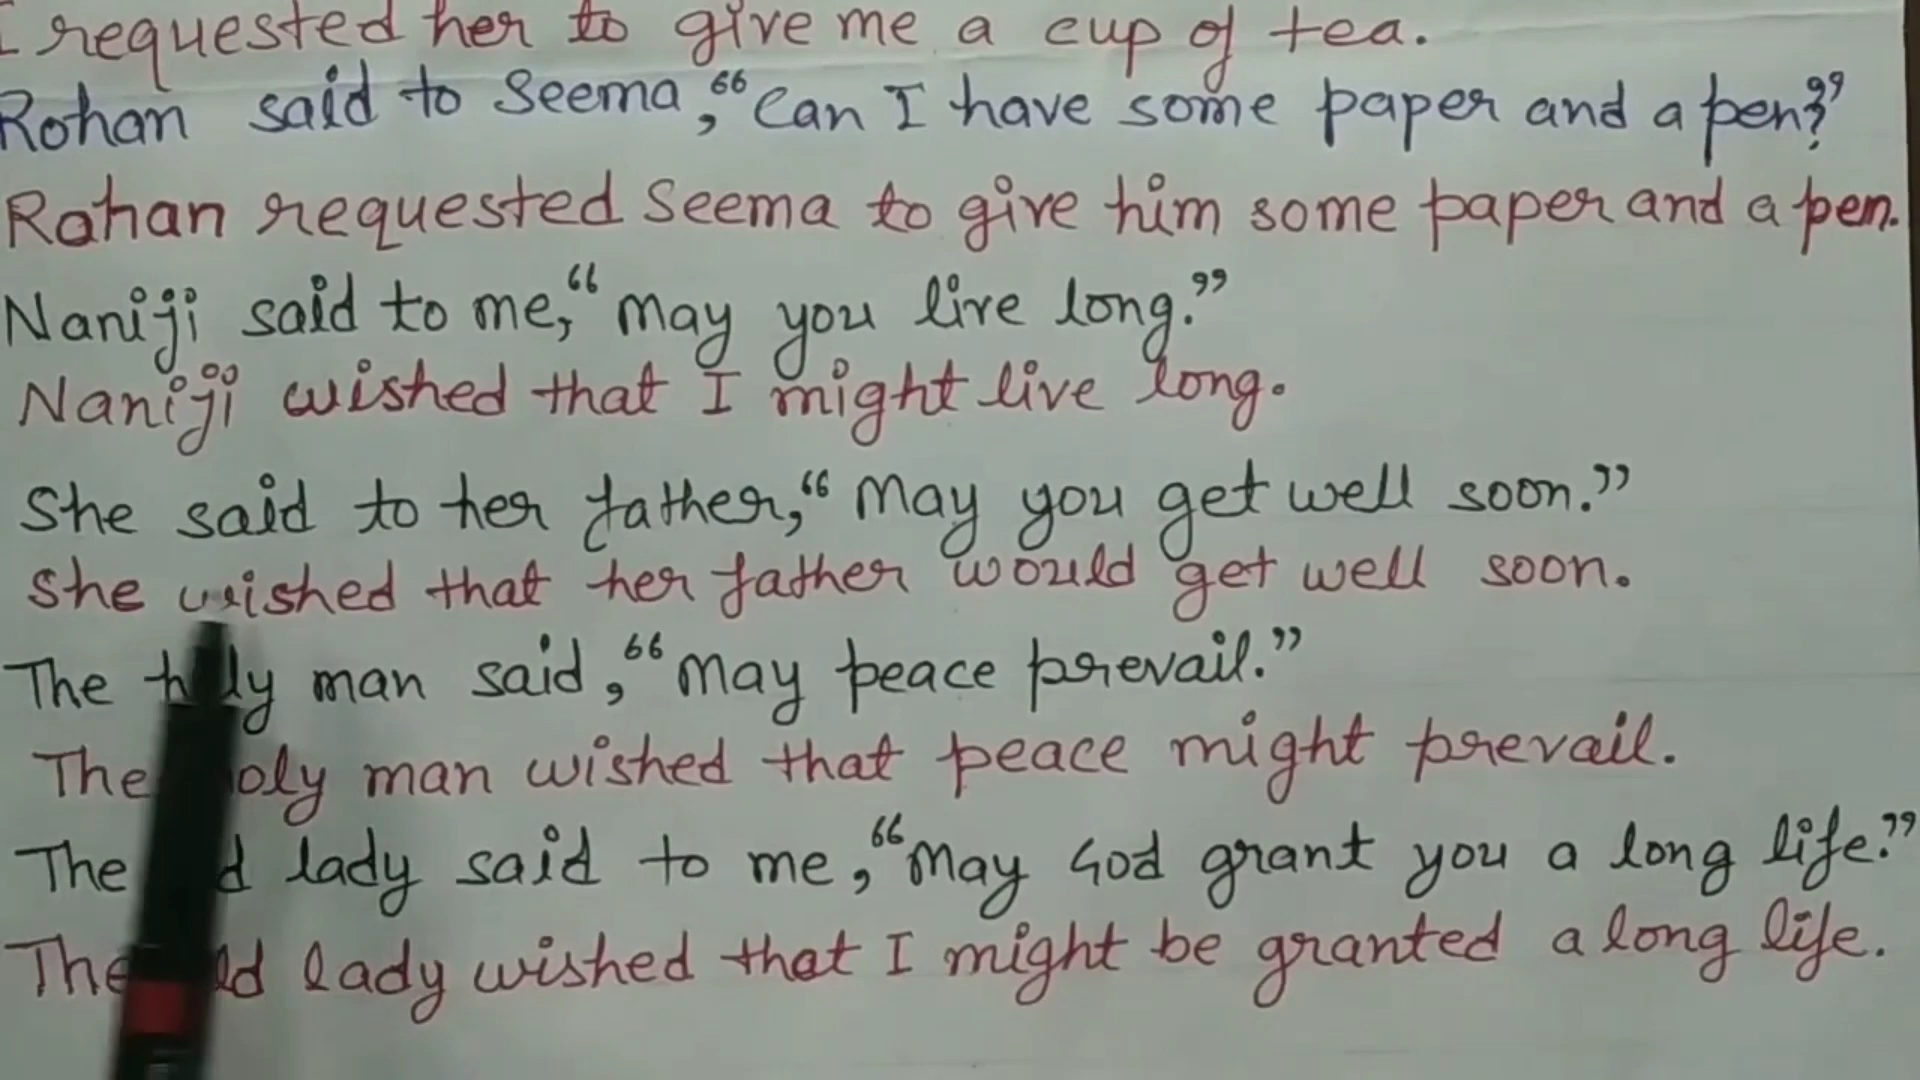 I requested her to give me a cup of tea.
Rohan said to Seema, "Can I have some paper and a pen?"
Rohan requested Seema to give him some paper and a pen.
Naniji said to me, "May you live long."
Naniji wished that I might live long.
She said to her father, "May you get well soon."
She wished that her father would get well soon.
The holy man said, "May peace prevail."
The holy man wished that peace might prevail.
The old lady said to me, "May God grant you a long life."
The old lady wished that I might be granted a long life.